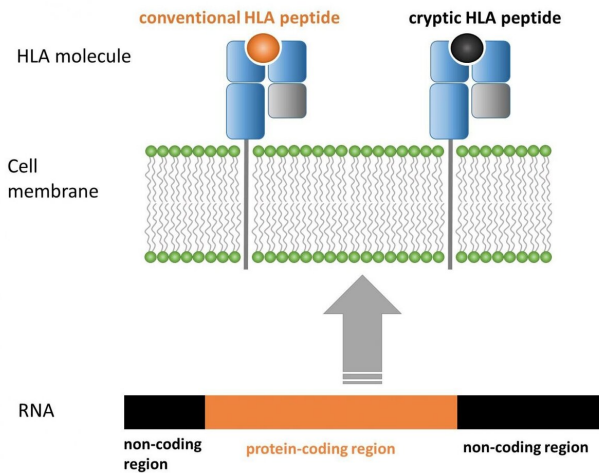 conventional HLA peptide
cryptic HLA peptide
HLA molecule
Cell
membrane
RNA
non-coding
region
protein-coding region
non-coding region